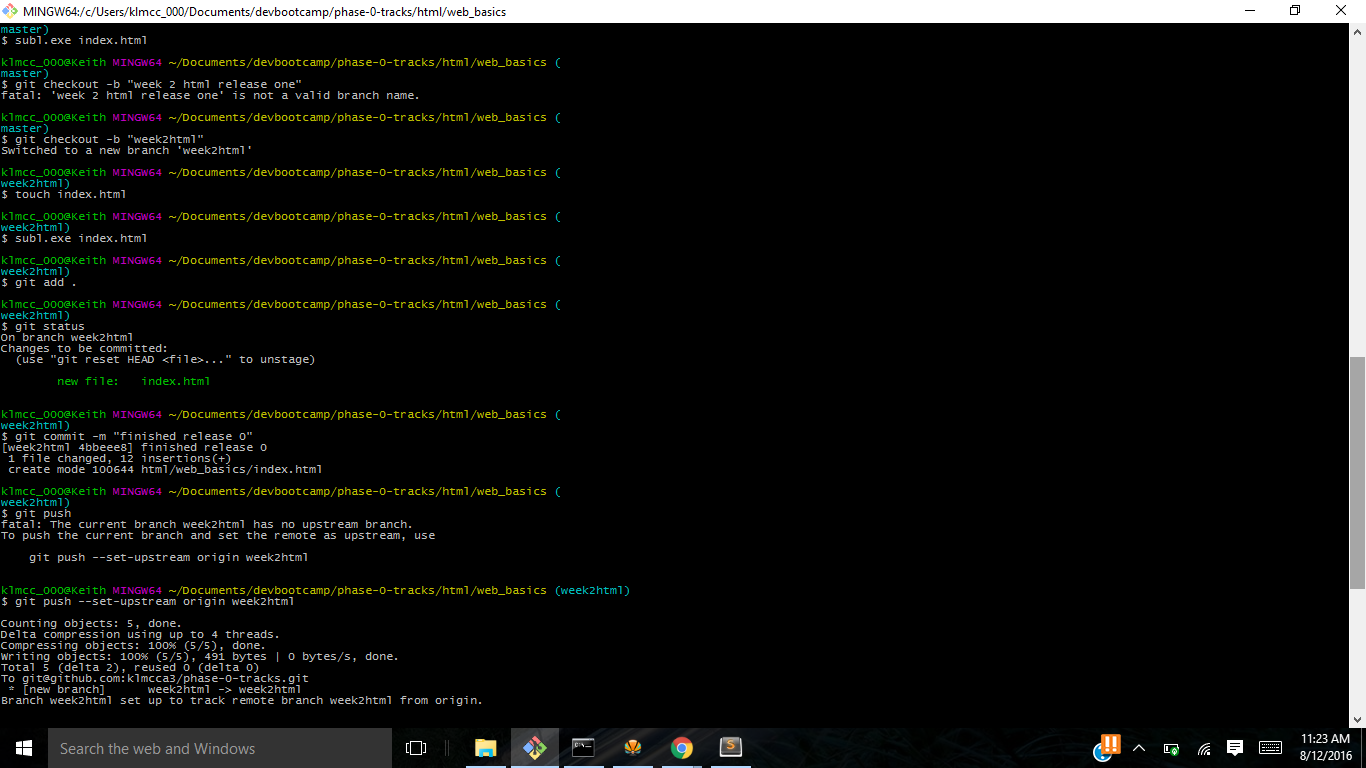 MINGW64:/c/Users/klmcc_000/Documents/devbootcamp/phase-0-tracks/html/web_basics
master)
$ subl.exe index.html
klmcc_000@Keith MINGW64 ~/Documents/devbootcamp/phase-0-tracks/html/web_basics (
master)
$ git checkout -b "week 2 html release one"
fatal: 'week 2 html release one' is not a valid branch name.
klmcc_000@Keith MINGW64 ~/Documents/devbootcamp/phase-0-tracks/html/web_basics (
master)
$ git checkout -b "week2html"
Switched to a new branch 'week2html'
klmcc_000@Keith MINGW64 ~/Documents/devbootcamp/phase-0-tracks/html/web_basics (
week2html)
$ touch index.html
klmcc_000@Keith MINGW64 ~/Documents/devbootcamp/phase-0-tracks/html/web_basics (
week2html)
$ subl.exe index.html
klmcc_000@Keith MINGW64 ~/Documents/devbootcamp/phase-0-tracks/html/web_basics (
week2html)
$ git add .
klmcc_000@Keith MINGW64 ~/Documents/devbootcamp/phase-0-tracks/html/web_basics (
week2html)
$ git status
On branch week2html
Changes to be committed:
  (use "git reset HEAD <file>..." to unstage)
        new file:   index.html
klmcc_000@Keith MINGW64 ~/Documents/devbootcamp/phase-0-tracks/html/web_basics (
week2html)
$ git commit -m "finished release 0"
[week2html 4bbeee8] finished release 0
 1 file changed, 12 insertions(+)
 create mode 100644 html/web_basics/index.html
klmcc_000@Keith MINGW64 ~/Documents/devbootcamp/phase-0-tracks/html/web_basics (
week2html)
$ git push
fatal: The current branch week2html has no upstream branch.
To push the current branch and set the remote as upstream, use
    git push --set-upstream origin week2html
klmcc_000@Keith MINGW64 ~/Documents/devbootcamp/phase-0-tracks/html/web_basics (week2html)
$ git push --set-upstream origin week2html
Counting objects: 5, done.
Delta compression using up to 4 threads.
Compressing objects: 100% (5/5), done.
Writing objects: 100% (5/5), 491 bytes | 0 bytes/s, done.
Total 5 (delta 2), reused 0 (delta 0)
To git@github.com:klmcca3/phase-0-tracks.git
 * [new branch]      week2html -> week2html
Branch week2html set up to track remote branch week2html from origin.
Search the web and Windows
11:23 AM
8/12/2016